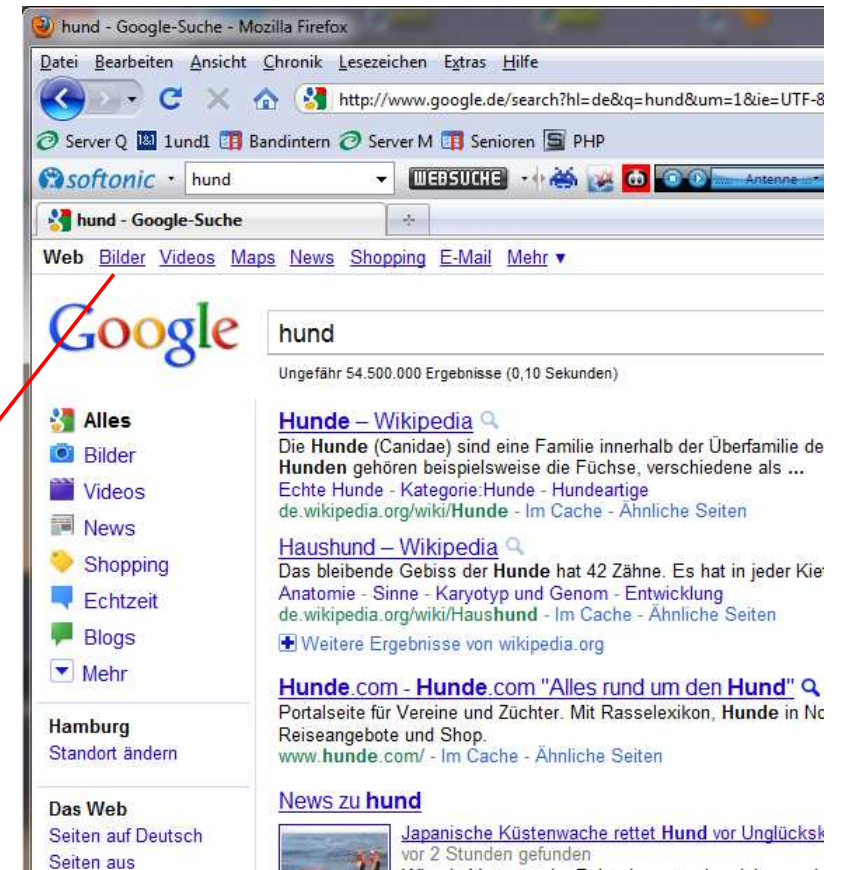 hund - Google-Suche - Mozilla Firefox
Datei Bearbeiten Ansicht Chronik Lesezeichen Extras Hilfe
http://www.google.de/search?hl=de&q=hund&um=1&ie=UTF-8
Server Q 1&1 1und1 Bandintern Server M Senioren PHP
softonic hund WEBSUCHE Antenne ...
hund - Google-Suche
Web Bilder Videos Maps News Shopping E-Mail Mehr ▼
Google hund
Ungefähr 54.500.000 Ergebnisse (0,10 Sekunden)
Alles
Bilder
Videos
News
Shopping
Echtzeit
Blogs
Mehr
Hamburg
Standort ändern
Das Web
Seiten auf Deutsch
Seiten aus
Hunde – Wikipedia
Die Hunde (Canidae) sind eine Familie innerhalb der Überfamilie de
Hunden gehören beispielsweise die Füchse, verschiedene als ...
Echte Hunde - Kategorie:Hunde - Hundeartige
de.wikipedia.org/wiki/Hunde - Im Cache - Ähnliche Seiten
Haushund – Wikipedia
Das bleibende Gebiss der Hunde hat 42 Zähne. Es hat in jeder Kie
Anatomie - Sinne - Karyotyp und Genom - Entwicklung
de.wikipedia.org/wiki/Haushund - Im Cache - Ähnliche Seiten
Weitere Ergebnisse von wikipedia.org
Hunde.com - Hunde.com "Alles rund um den Hund"
Portalseite für Vereine und Züchter. Mit Rasselexikon, Hunde in No
Reiseangebote und Shop.
www.hunde.com/ - Im Cache - Ähnliche Seiten
News zu hund
Japanische Küstenwache rettet Hund vor Unglücksk
vor 2 Stunden gefunden